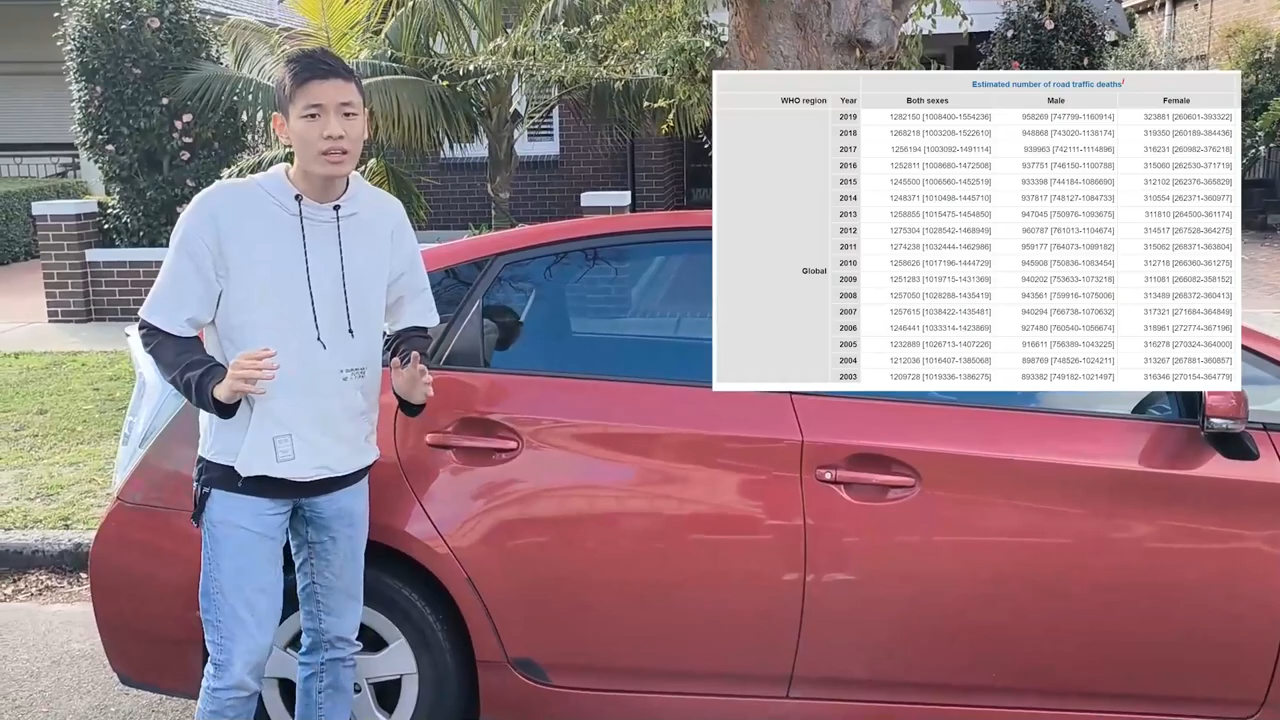 Estimated number of road traffic deaths i
WHO region Year Both sexes Male Female
2019 1282150 [1008400-1554236] 958269 [747799-1160914] 323881 [260601-393322]
2018 1268218 [1003208-1522610] 948868 [743020-1138174] 319350 [260189-384436]
2017 1256194 [1003092-1491114] 939963 [742111-1114896] 316231 [260982-376218]
2016 1252811 [1008680-1472508] 937751 [746150-1100788] 315060 [262530-371719]
2015 1245500 [1006560-1452519] 933398 [744184-1086690] 312102 [262376-365829]
2014 1248371 [1010498-1445710] 937817 [748127-1084733] 310554 [262371-360977]
2013 1258855 [1015475-1454850] 947045 [750976-1093675] 311810 [264500-361174]
2012 1275304 [1028542-1468949] 960787 [761013-1104674] 314517 [267528-364275]
2011 1274238 [1032444-1462986] 959177 [764073-1089182] 315062 [268371-363804]
2010 1258626 [1017196-1444729] 945908 [750836-1083454] 312718 [266360-361275]
Global 2009 1251283 [1019715-1431369] 940202 [753633-1073218] 311081 [266082-358152]
2008 1257050 [1028288-1435419] 943561 [759916-1075006] 313489 [268372-360413]
2007 1257615 [1038422-1435481] 940294 [766738-1070632] 317321 [271684-364849]
2006 1246441 [1033314-1423869] 927480 [760540-1056674] 318961 [272774-367196]
2005 1232889 [1026713-1407226] 916611 [756389-1043225] 316278 [270324-364000]
2004 1212036 [1016407-1385068] 898769 [748526-1024211] 313267 [267881-360857]
2003 1209728 [1019336-1386275] 893382 [749182-1021497] 316346 [270154-364779]